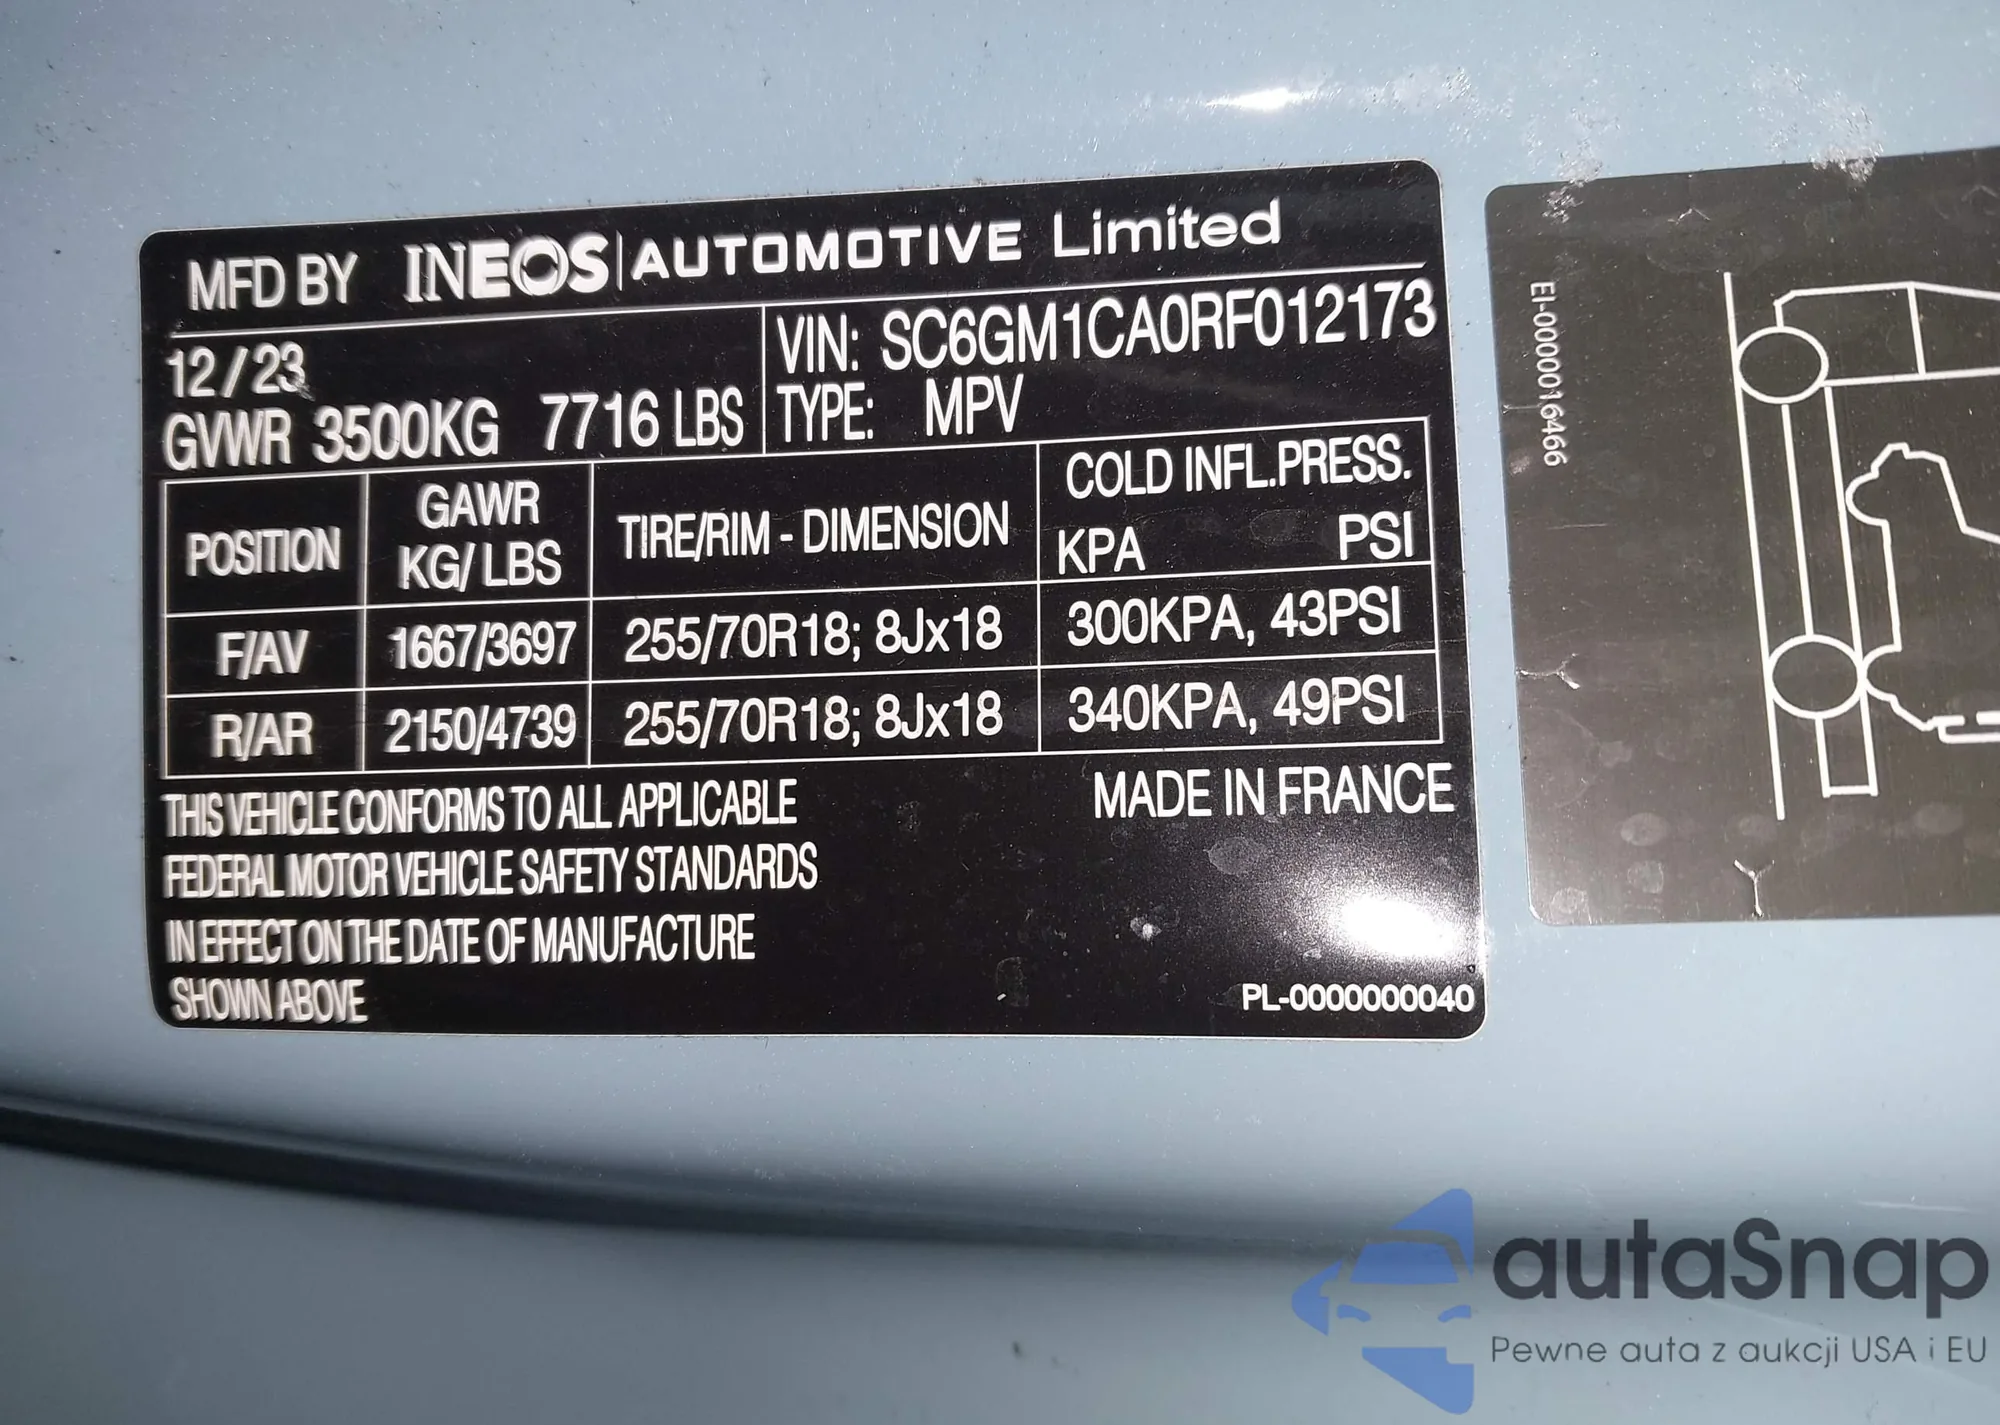 MFD BY INEOS AUTOMOTIVE Limited
12/23
GVWR 3500KG 7716 LBS
VIN: SC6GM1CA0RF012173
TYPE: MPV
POSITION GAWR KG/LBS TIRE/RIM - DIMENSION COLD INFL.PRESS. KPA PSI
F/AV 1667/3697 255/70R18; 8Jx18 300KPA, 43PSI
R/AR 2150/4739 255/70R18; 8Jx18 340KPA, 49PSI
THIS VEHICLE CONFORMS TO ALL APPLICABLE
FEDERAL MOTOR VEHICLE SAFETY STANDARDS
IN EFFECT ON THE DATE OF MANUFACTURE
SHOWN ABOVE
MADE IN FRANCE
PL-0000000040
EI-0000016466
autaSnap
Pewne auta z aukcji USA i EU